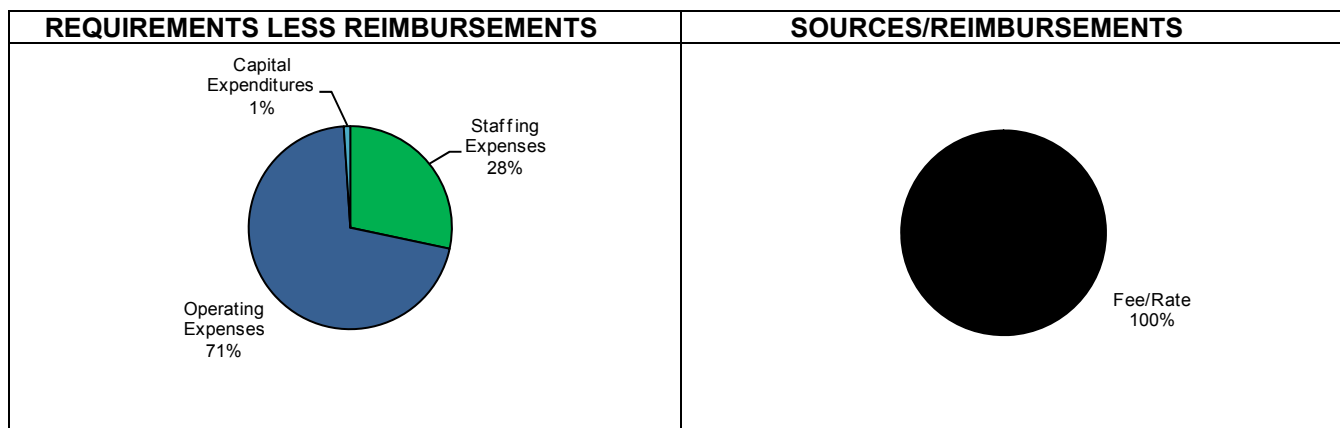 REQUIREMENTS LESS REIMBURSEMENTS
SOURCES/REIMBURSEMENTS
Capital
Expenditures
1%
Staffing
Expenses
28%
Operating
Expenses
71%
Fee/Rate
100%